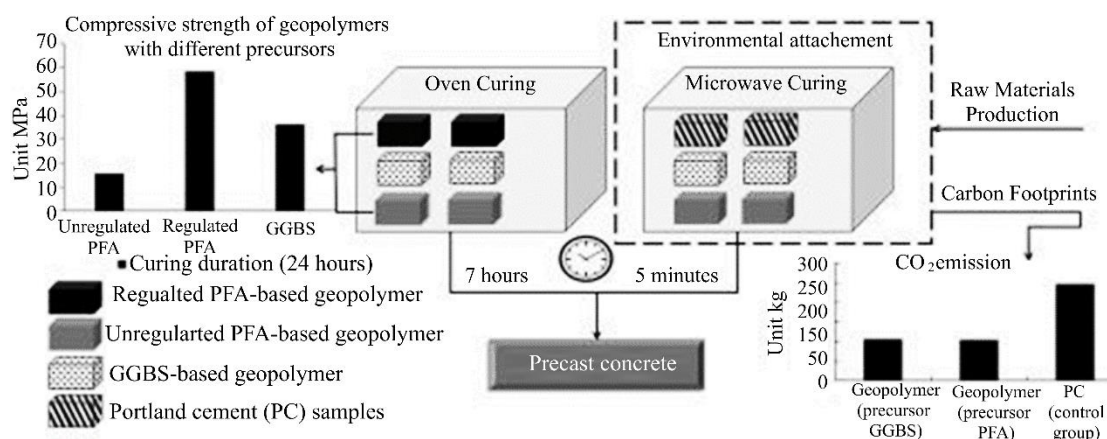 Compressive strength of geopolymers
with different precursors
Unit MPa
70
60
50
40
30
20
10
0
Unregulated
PFA
Regulated
PFA
GGBS
Curing duration (24 hours)
Regualted PFA-based geopolymer
Unregularted PFA-based geopolymer
GGBS-based geopolymer
Portland cement (PC) samples
Oven Curing
Environmental attachement
Microwave Curing
7 hours
5 minutes
Precast concrete
Raw Materials
Production
Carbon Footprints
CO2 emission
Unit kg
300
250
150
150
50
0
Geopolymer
(precursor
GGBS)
Geopolymer
(precursor
PFA)
PC
(control
group)